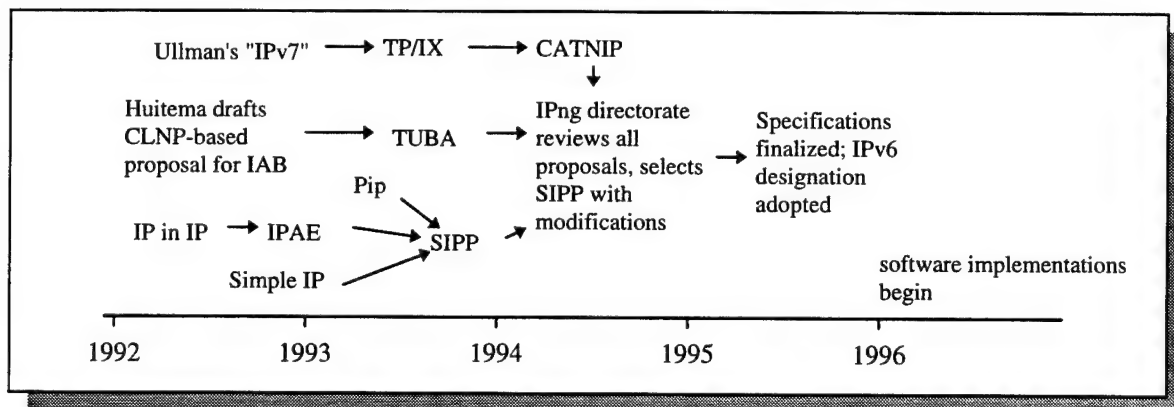 Ullman's "IPv7" TP/IX CATNIP
Huitema drafts
CLNP-based
proposal for IAB
TUBA
IPng directorate
reviews all
proposals, selects
SIPP with
modifications
Specifications
finalized; IPv6
designation
adopted
Pip
IP in IP IPAE SIPP
Simple IP
software implementations
begin
1992 1993 1994 1995 1996